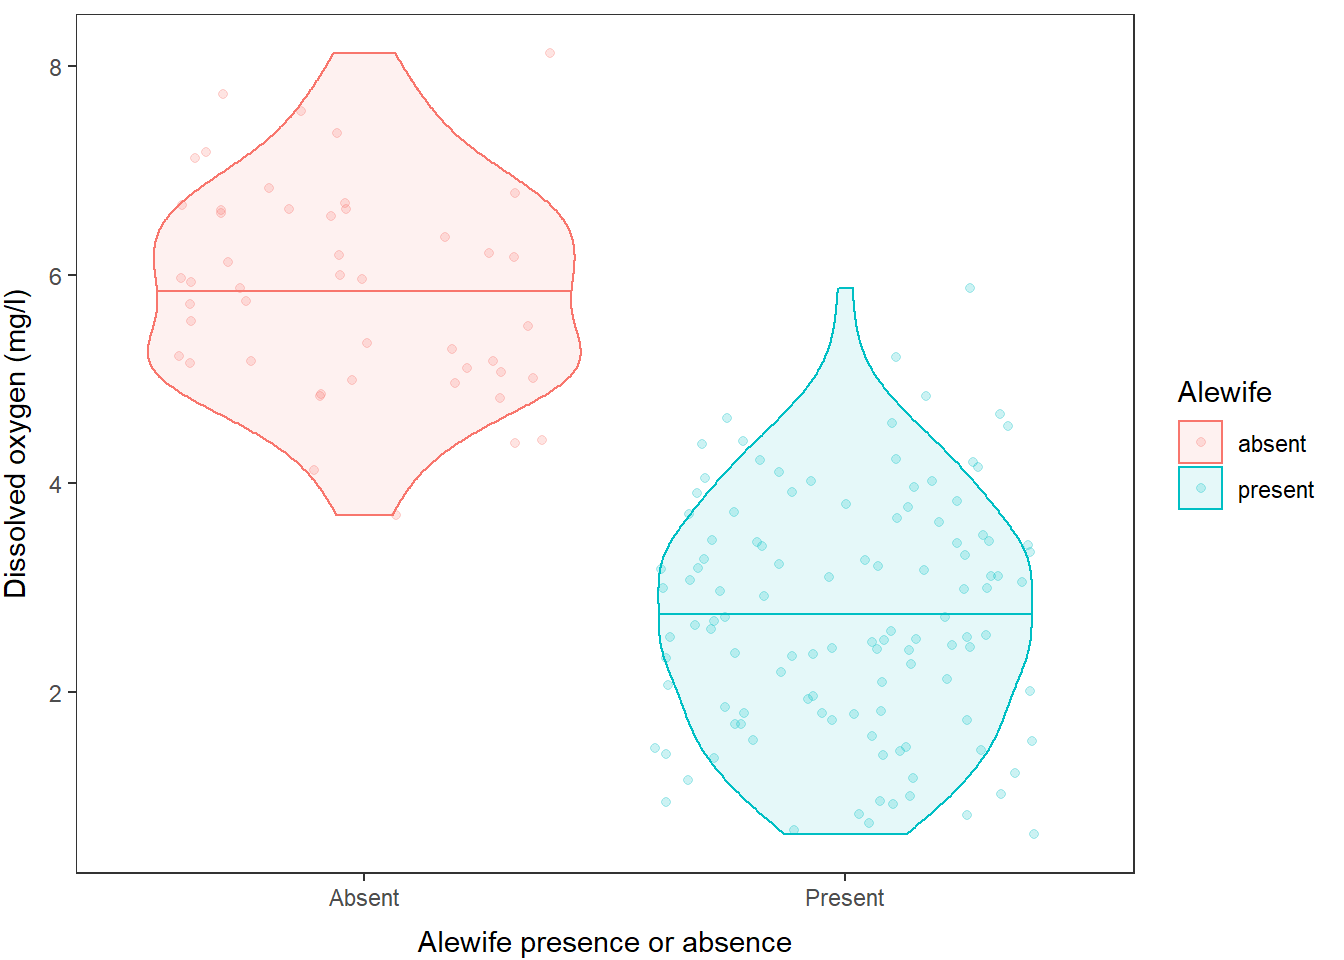 Dissolved oxygen (mg/l)
8
6
4
2
Absent
Present
Alewife presence or absence
Alewife
absent
present